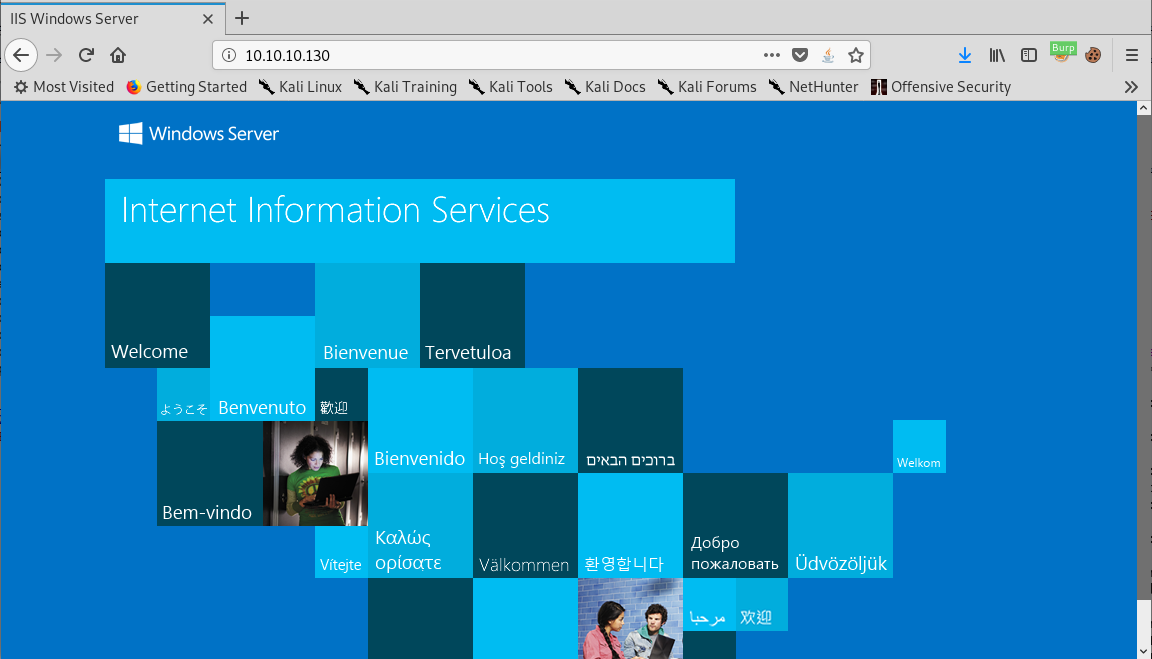 IIS Windows Server
10.10.10.130
Burp
Most Visited Getting Started Kali Linux Kali Training Kali Tools Kali Docs Kali Forums NetHunter Offensive Security
Windows Server
Internet Information Services
Welcome
Bienvenue
Tervetuloa
ようこそ
Benvenuto
歡迎
Bienvenido
Hoş geldiniz
ברוכים הבאים
Welkom
Bem-vindo
Vítejte
Καλώς
ορίσατε
Välkommen
환영합니다
Добро
пожаловать
Üdvözöljük
مرحبا
欢迎